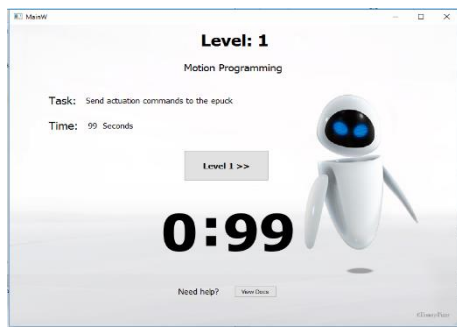 MainW
Level: 1
Motion Programming
Task: Send actuation commands to the epuck
Time: 99 Seconds
Level 1 >>
0:99
Need help? View Docs